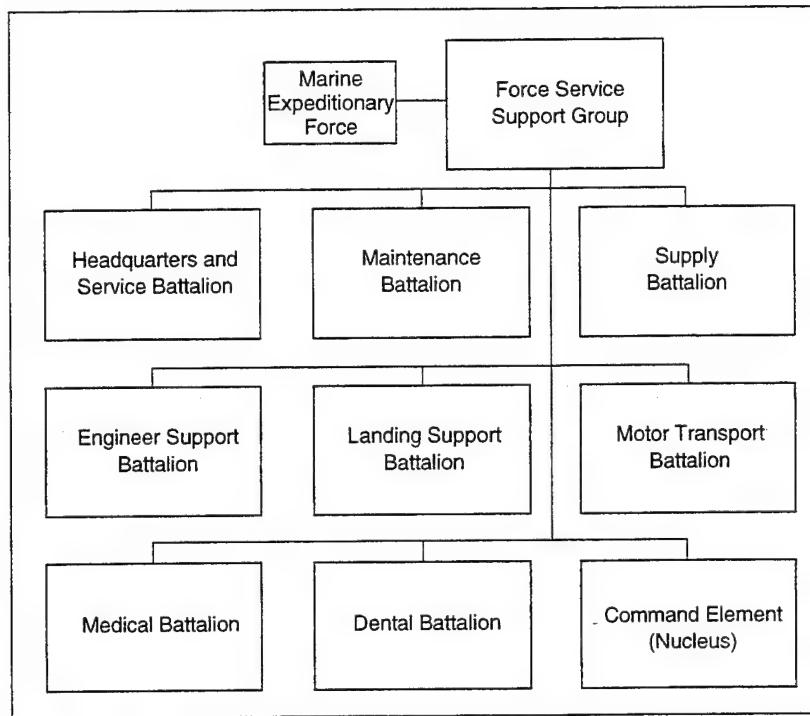 Marine
Expeditionary
Force
Force Service
Support Group
Headquarters and
Service Battalion
Maintenance
Battalion
Supply
Battalion
Engineer Support
Battalion
Landing Support
Battalion
Motor Transport
Battalion
Medical Battalion
Dental Battalion
Command Element
(Nucleus)